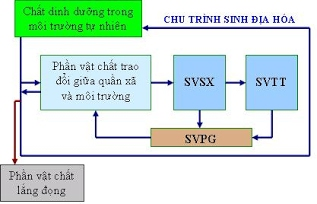 Chất dinh dưỡng trong
môi trường tự nhiên
CHU TRÌNH SINH ĐỊA HÓA
Phần vật chất trao
đổi giữa quần xã
và môi trường
SVSX
SVTT
SVPG
Phần vật chất
lắng đọng